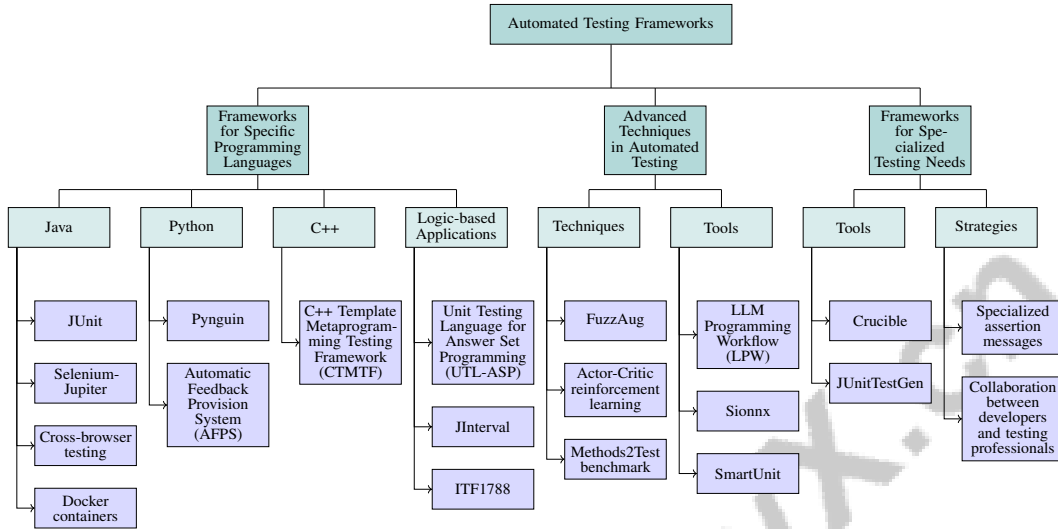 Automated Testing Frameworks
Frameworks
for Specific
Programming
Languages
Advanced
Techniques
in Automated
Testing
Frameworks
for Spe-
cialized
Testing Needs
Java
Python
C++
Logic-based
Applications
Techniques
Tools
Tools
Strategies
JUnit
Selenium-
Jupiter
Cross-browser
testing
Docker
containers
Pynguin
Automatic
Feedback
Provision
System
(AFPS)
C++ Template
Metaprogram-
ming Testing
Framework
(CTMTF)
Unit Testing
Language for
Answer Set
Programming
(UTL-ASP)
JInterval
ITF1788
FuzzAug
Actor-Critic
reinforcement
learning
Methods2Test
benchmark
LLM
Programming
Workflow
(LPW)
Sionnx
SmartUnit
Crucible
JUnitTestGen
Specialized
assertion
messages
Collaboration
between
developers
and testing
professionals